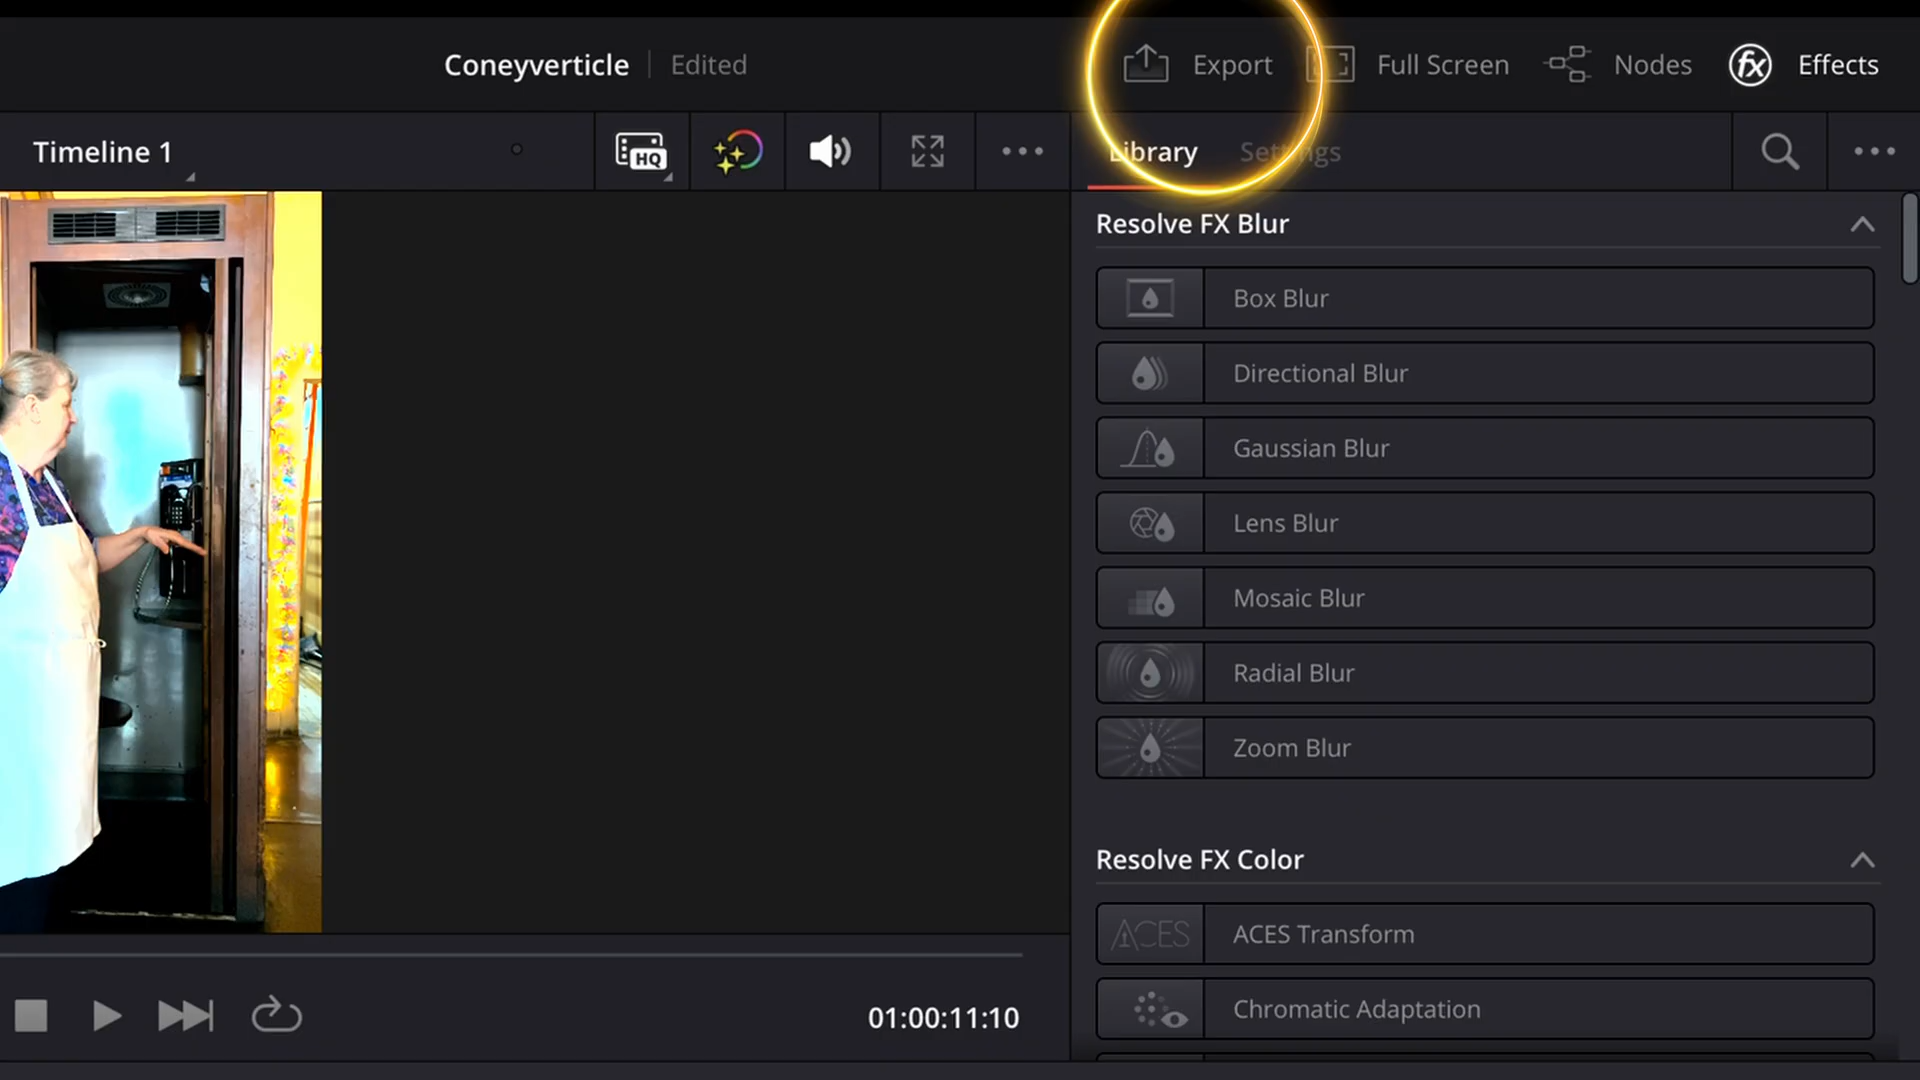 Coneyverticle Edited
Export Full Screen Nodes fx Effects
Timeline 1 HQ Library Settings
Resolve FX Blur
Box Blur
Directional Blur
Gaussian Blur
Lens Blur
Mosaic Blur
Radial Blur
Zoom Blur
Resolve FX Color
ACES ACES Transform
Chromatic Adaptation
01:00:11:10